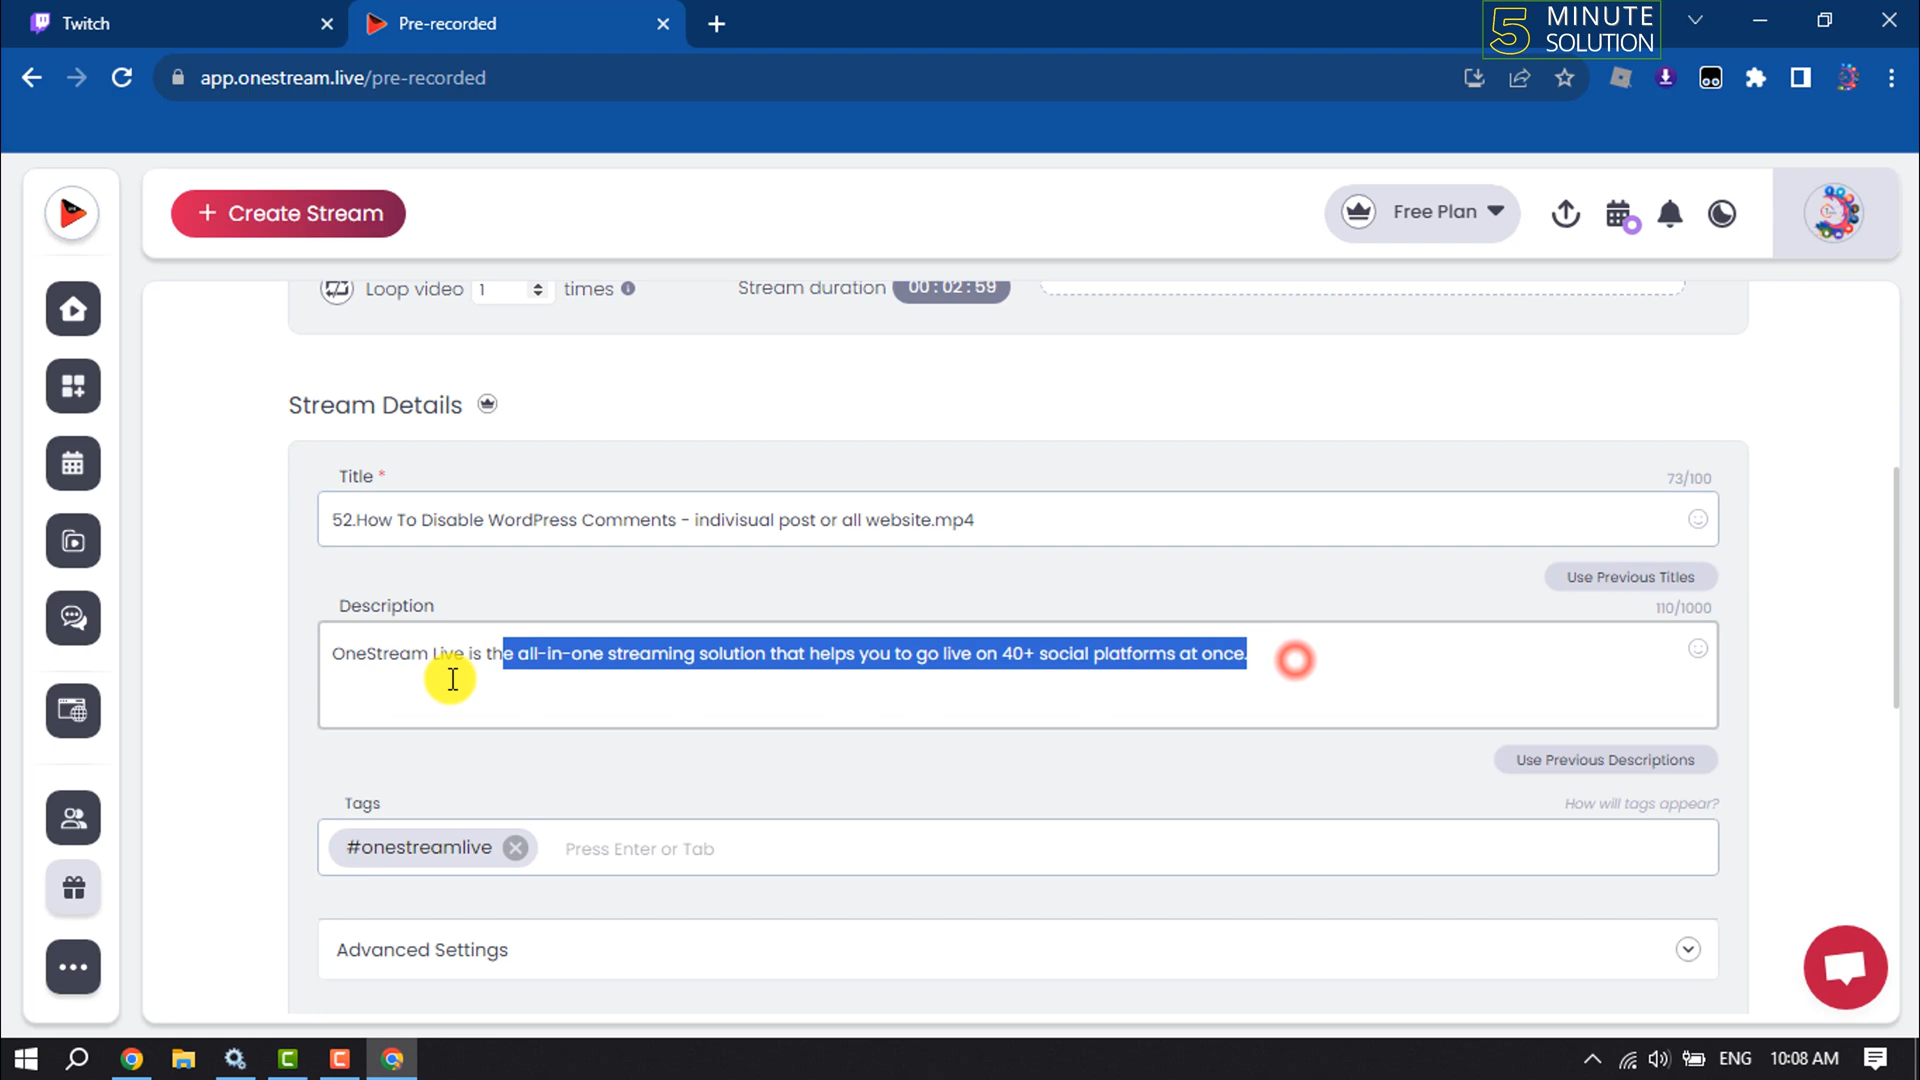 Twitch
Pre-recorded
5 MINUTE SOLUTION
app.onestream.live/pre-recorded
+ Create Stream
Free Plan
Loop video 1 times
Stream duration 00:02:59
Stream Details
Title *
73/100
52.How To Disable WordPress Comments - indivisual post or all website.mp4
Use Previous Titles
Description
110/1000
OneStream Live is the all-in-one streaming solution that helps you to go live on 40+ social platforms at once.
Use Previous Descriptions
Tags
How will tags appear?
#onestreamlive
Press Enter or Tab
Advanced Settings
ENG
10:08 AM